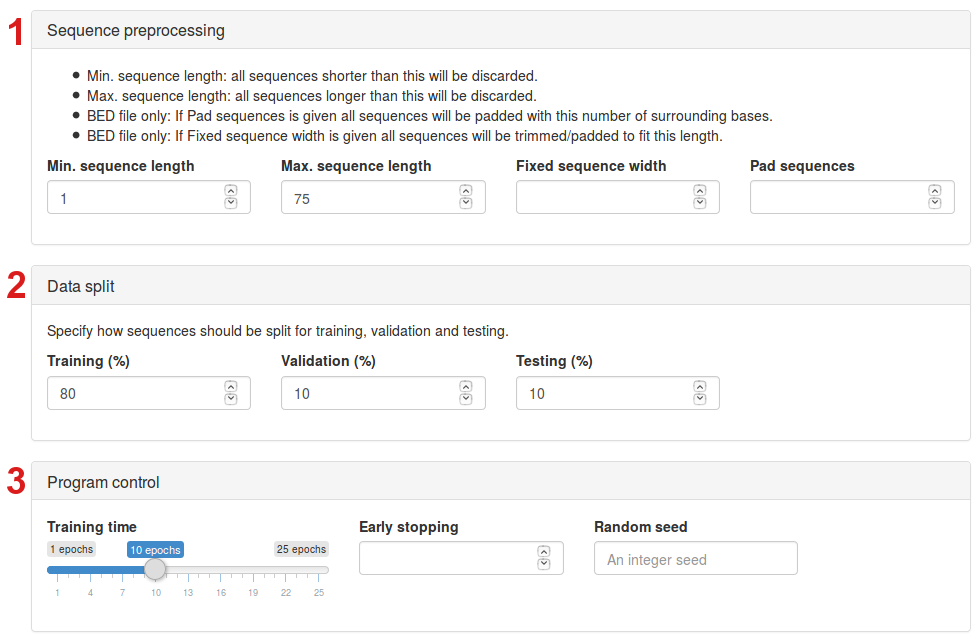 1 Sequence preprocessing
Min. sequence length: all sequences shorter than this will be discarded.
Max. sequence length: all sequences longer than this will be discarded.
BED file only: If Pad sequences is given all sequences will be padded with this number of surrounding bases.
BED file only: If Fixed sequence width is given all sequences will be trimmed/padded to fit this length.
Min. sequence length Max. sequence length Fixed sequence width Pad sequences
1 75
2 Data split
Specify how sequences should be split for training, validation and testing.
Training (%) Validation (%) Testing (%)
80 10 10
3 Program control
Training time Early stopping Random seed
1 epochs 10 epochs 25 epochs
An integer seed
1 4 7 10 13 16 19 22 25